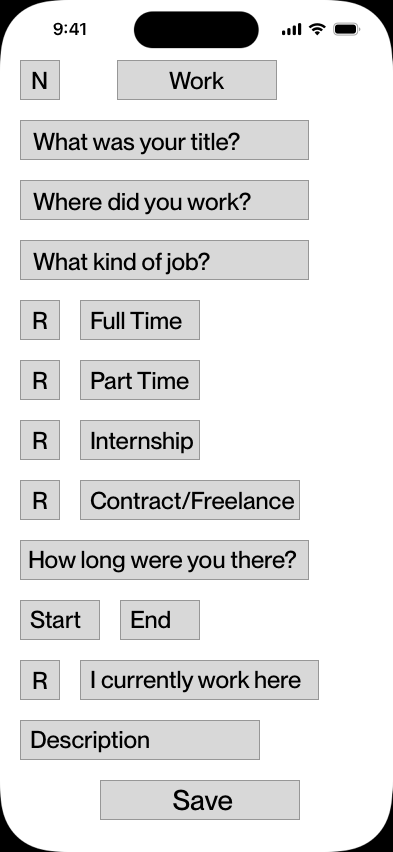 9:41
N Work
What was your title?
Where did you work?
What kind of job?
R Full Time
R Part Time
R Internship
R Contract/Freelance
How long were you there?
Start End
R I currently work here
Description
Save